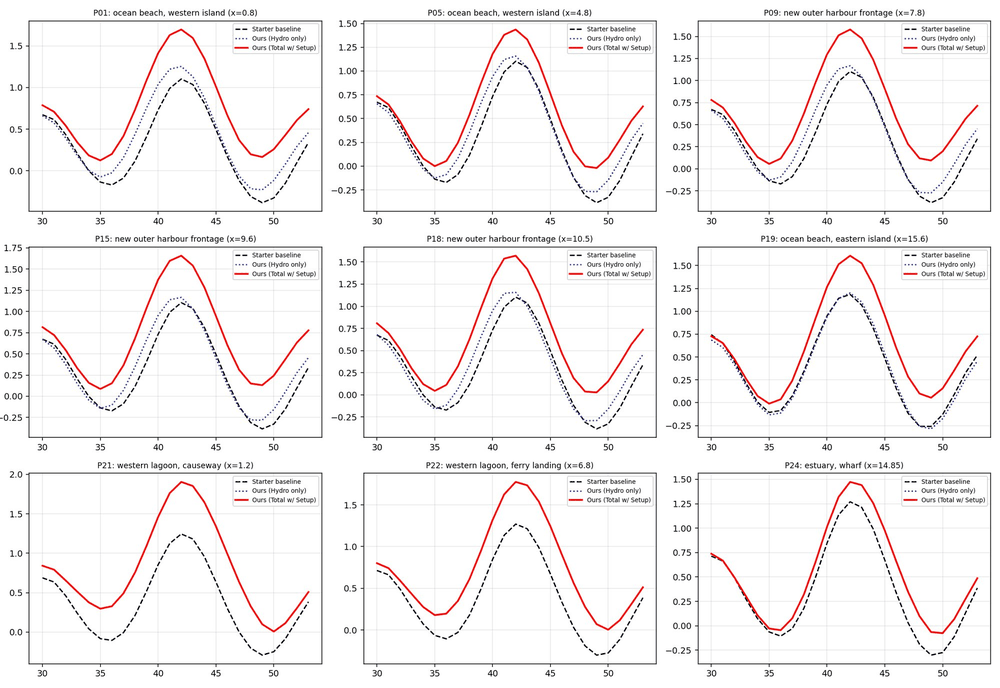 P01: ocean beach, western island (x=0.8)
Starter baseline
Ours (Hydro only)
Ours (Total w/ Setup)
1.5
1.0
0.5
0.0
30 35 40 45 50
P05: ocean beach, western island (x=4.8)
Starter baseline
Ours (Hydro only)
Ours (Total w/ Setup)
1.50
1.25
1.00
0.75
0.50
0.25
0.00
−0.25
30 35 40 45 50
P09: new outer harbour frontage (x=7.8)
Starter baseline
Ours (Hydro only)
Ours (Total w/ Setup)
1.50
1.25
1.00
0.75
0.50
0.25
0.00
−0.25
30 35 40 45 50
P15: new outer harbour frontage (x=9.6)
Starter baseline
Ours (Hydro only)
Ours (Total w/ Setup)
1.75
1.50
1.25
1.00
0.75
0.50
0.25
0.00
−0.25
30 35 40 45 50
P18: new outer harbour frontage (x=10.5)
Starter baseline
Ours (Hydro only)
Ours (Total w/ Setup)
1.50
1.25
1.00
0.75
0.50
0.25
0.00
−0.25
30 35 40 45 50
P19: ocean beach, eastern island (x=15.6)
Starter baseline
Ours (Hydro only)
Ours (Total w/ Setup)
1.50
1.25
1.00
0.75
0.50
0.25
0.00
−0.25
30 35 40 45 50
P21: western lagoon, causeway (x=1.2)
Starter baseline
Ours (Hydro only)
Ours (Total w/ Setup)
2.0
1.5
1.0
0.5
0.0
30 35 40 45 50
P22: western lagoon, ferry landing (x=6.8)
Starter baseline
Ours (Hydro only)
Ours (Total w/ Setup)
1.5
1.0
0.5
0.0
30 35 40 45 50
P24: estuary, wharf (x=14.85)
Starter baseline
Ours (Hydro only)
Ours (Total w/ Setup)
1.50
1.25
1.00
0.75
0.50
0.25
0.00
−0.25
30 35 40 45 50